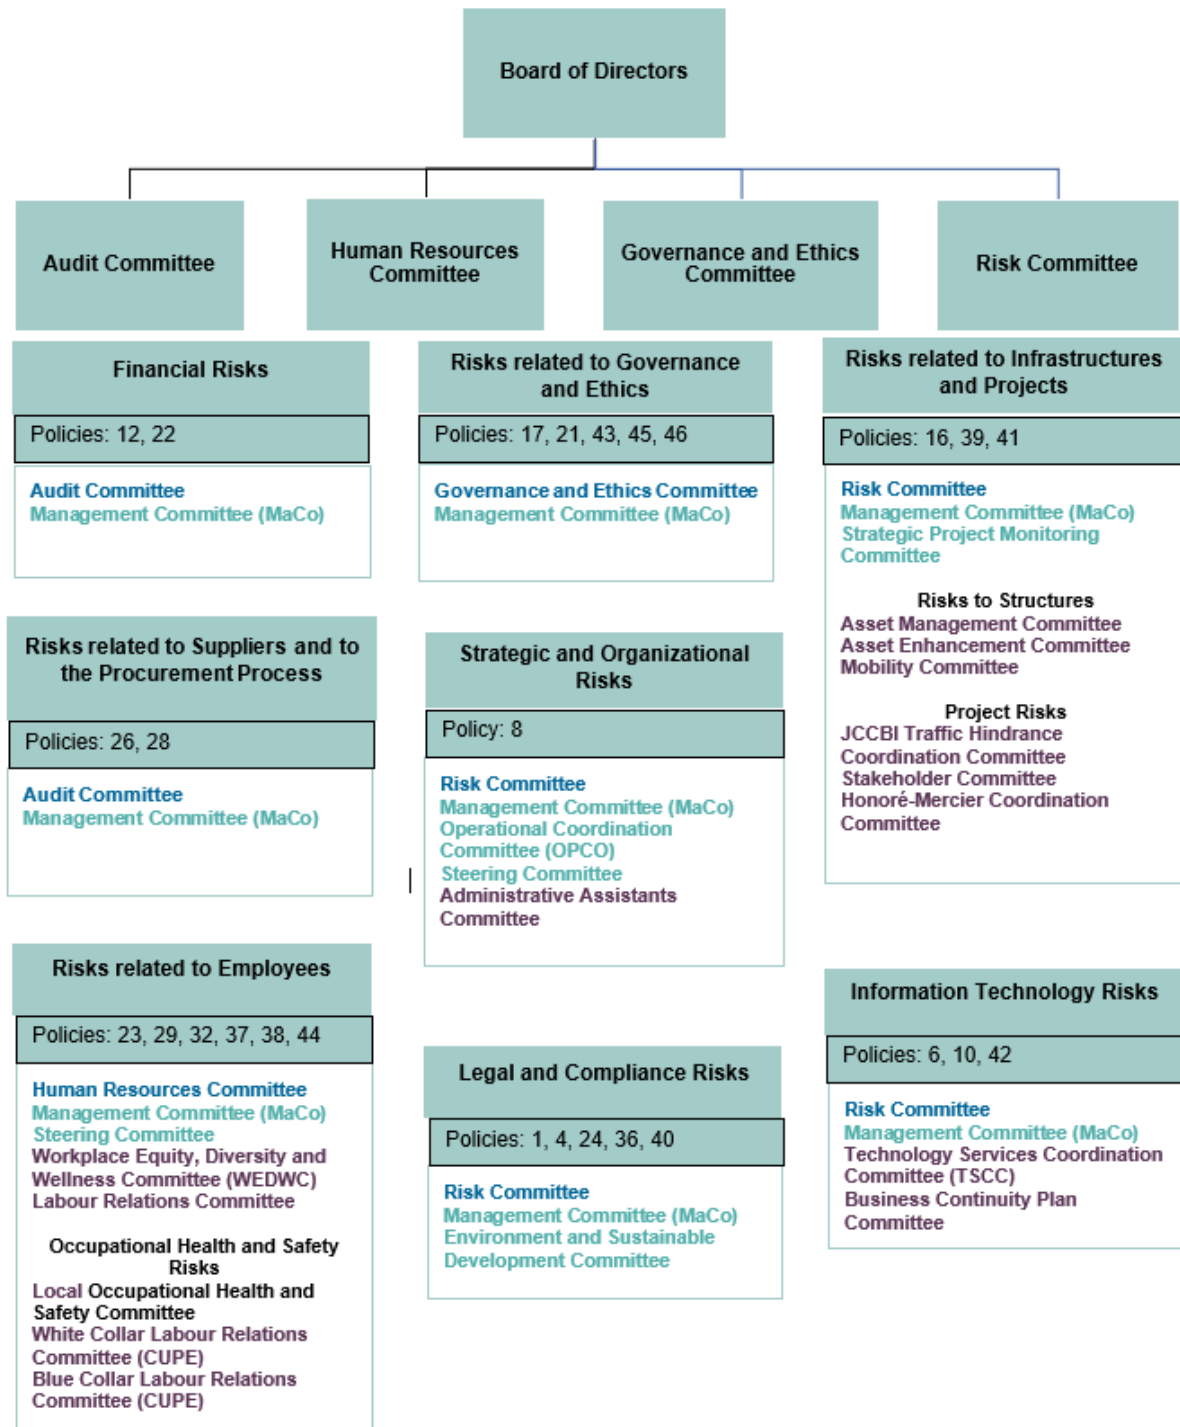 Board of Directors
Audit Committee
Human Resources
Committee
Governance and Ethics
Committee
Risk Committee
Financial Risks
Policies: 12, 22
Audit Committee
Management Committee (MaCo)
Risks related to Governance
and Ethics
Policies: 17, 21, 43, 45, 46
Governance and Ethics Committee
Management Committee (MaCo)
Risks related to Infrastructures
and Projects
Policies: 16, 39, 41
Risk Committee
Management Committee (MaCo)
Strategic Project Monitoring
Committee
Risks to Structures
Asset Management Committee
Asset Enhancement Committee
Mobility Committee
Project Risks
JCCBI Traffic Hindrance
Coordination Committee
Stakeholder Committee
Honoré-Mercier Coordination
Committee
Risks related to Suppliers and to
the Procurement Process
Policies: 26, 28
Audit Committee
Management Committee (MaCo)
Strategic and Organizational
Risks
Policy: 8
Risk Committee
Management Committee (MaCo)
Operational Coordination
Committee (OPCO)
Steering Committee
Administrative Assistants
Committee
Risks related to Employees
Policies: 23, 29, 32, 37, 38, 44
Human Resources Committee
Management Committee (MaCo)
Steering Committee
Workplace Equity, Diversity and
Wellness Committee (WEDWC)
Labour Relations Committee
Occupational Health and Safety
Risks
Local Occupational Health and
Safety Committee
White Collar Labour Relations
Committee (CUPE)
Blue Collar Labour Relations
Committee (CUPE)
Legal and Compliance Risks
Policies: 1, 4, 24, 36, 40
Risk Committee
Management Committee (MaCo)
Environment and Sustainable
Development Committee
Information Technology Risks
Policies: 6, 10, 42
Risk Committee
Management Committee (MaCo)
Technology Services Coordination
Committee (TSCC)
Business Continuity Plan
Committee